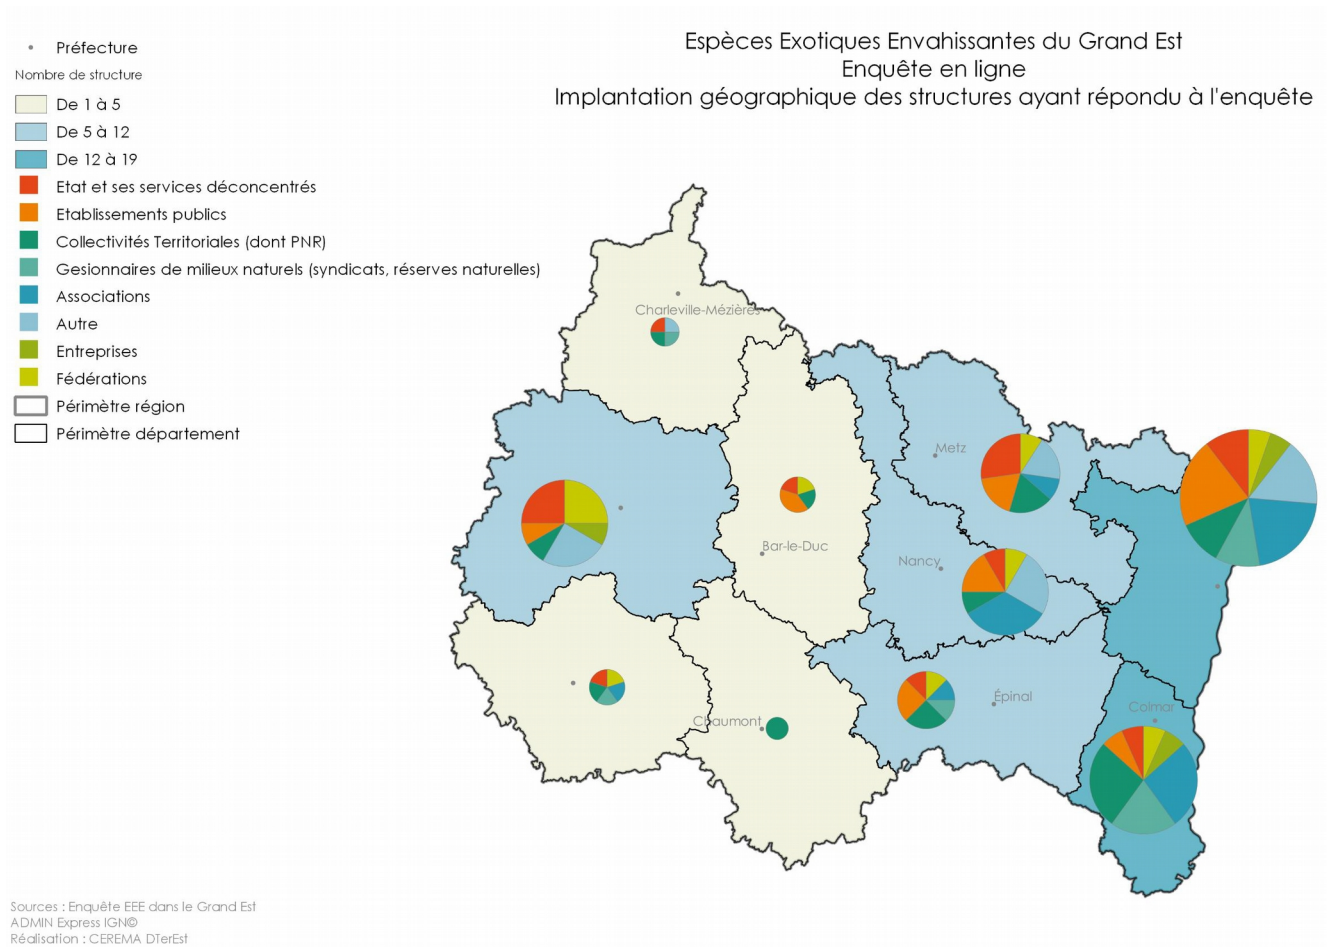 Espèces Exotiques Envahissantes du Grand Est
Enquête en ligne
Implantation géographique des structures ayant répondu à l'enquête
Préfecture
Nombre de structure
De 1 à 5
De 5 à 12
De 12 à 19
Etat et ses services déconcentrés
Etablissements publics
Collectivités Territoriales (dont PNR)
Gesionnaires de milieux naturels (syndicats, réserves naturelles)
Associations
Autre
Entreprises
Fédérations
Périmètre région
Périmètre département
Charleville-Mézières
Metz
Bar-le-Duc
Nancy
Épinal
Chaumont
Colmar
Sources : Enquête EEE dans le Grand Est
ADMIN Express IGN©
Réalisation : CEREMA DTerEst